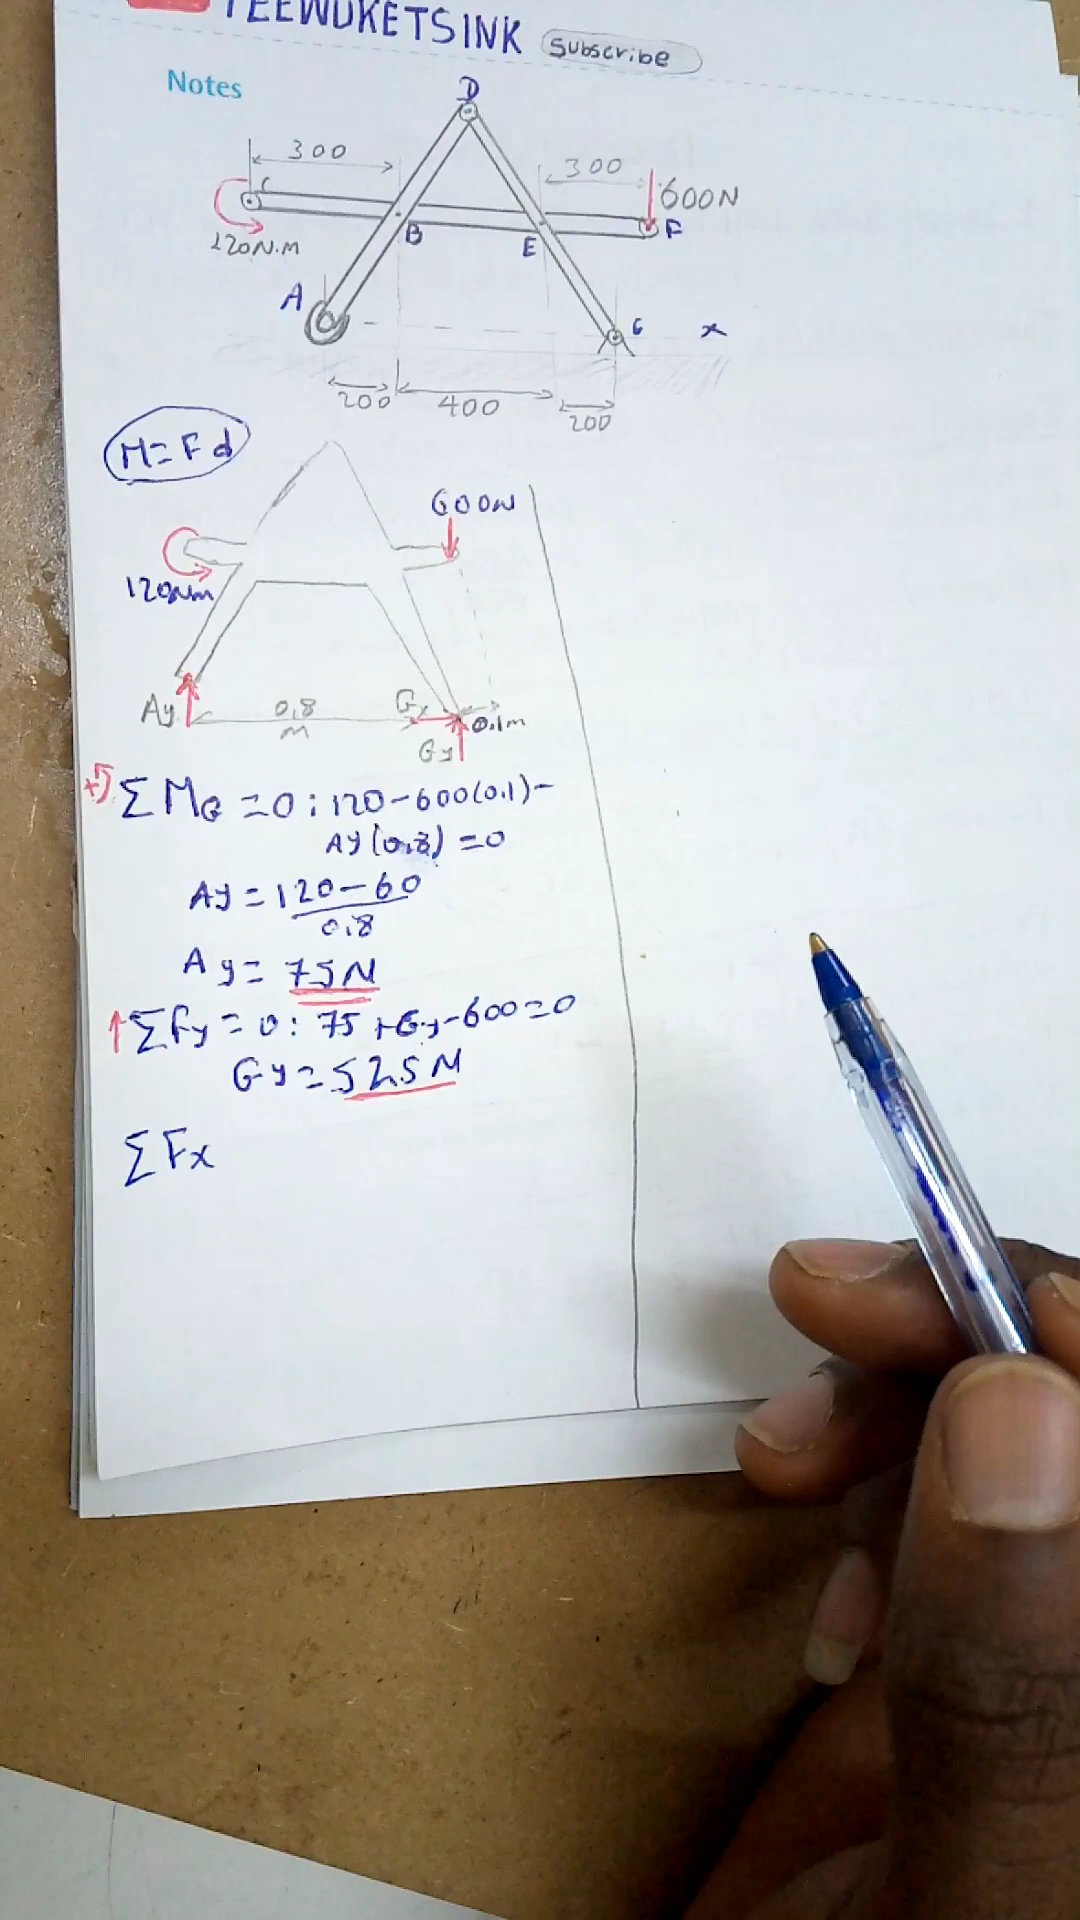 YEEWUKETSINK subscribe
Notes
D
300
300
600N
C
120N.M
B
E
F
A
G
x
200
400
200
M=Fd
600N
120Nm
Ay
0,8
m
Gx
0.1m
Gy
+ΣMG=0: 120-600(0.1)-
Ay(0.8)=0
Ay=120-60
0.8
Ay=75N
↑ΣFy=0: 75+Gy-600=0
Gy=525N
ΣFx